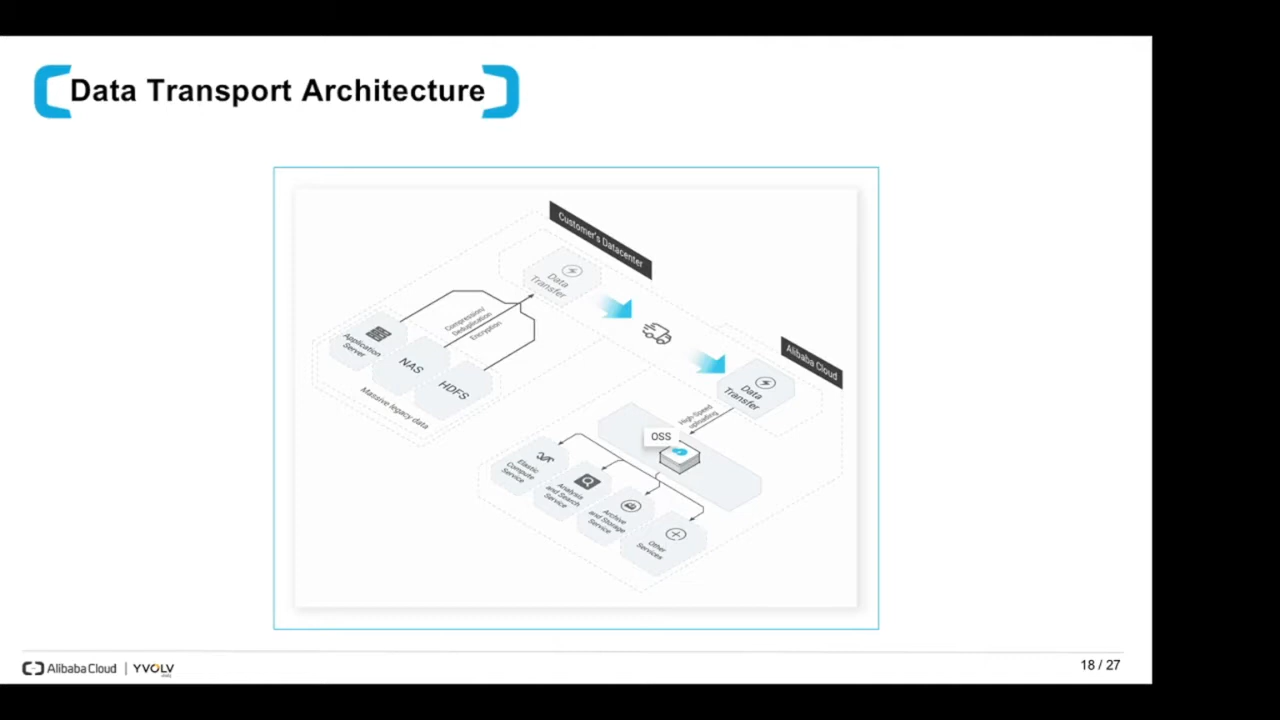 Data Transport Architecture
Customer's Datacenter
Data
Transfer
Compression/
Deduplication
Encryption
Application
Server
NAS
HDFS
Massive legacy data
Alibaba Cloud
Data
Transfer
High-Speed
uploading
OSS
Elastic
Compute
Service
Analysis
and Search
Service
Archive
and Storage
Service
Other
Services
Alibaba Cloud | YVOLV
18 / 27